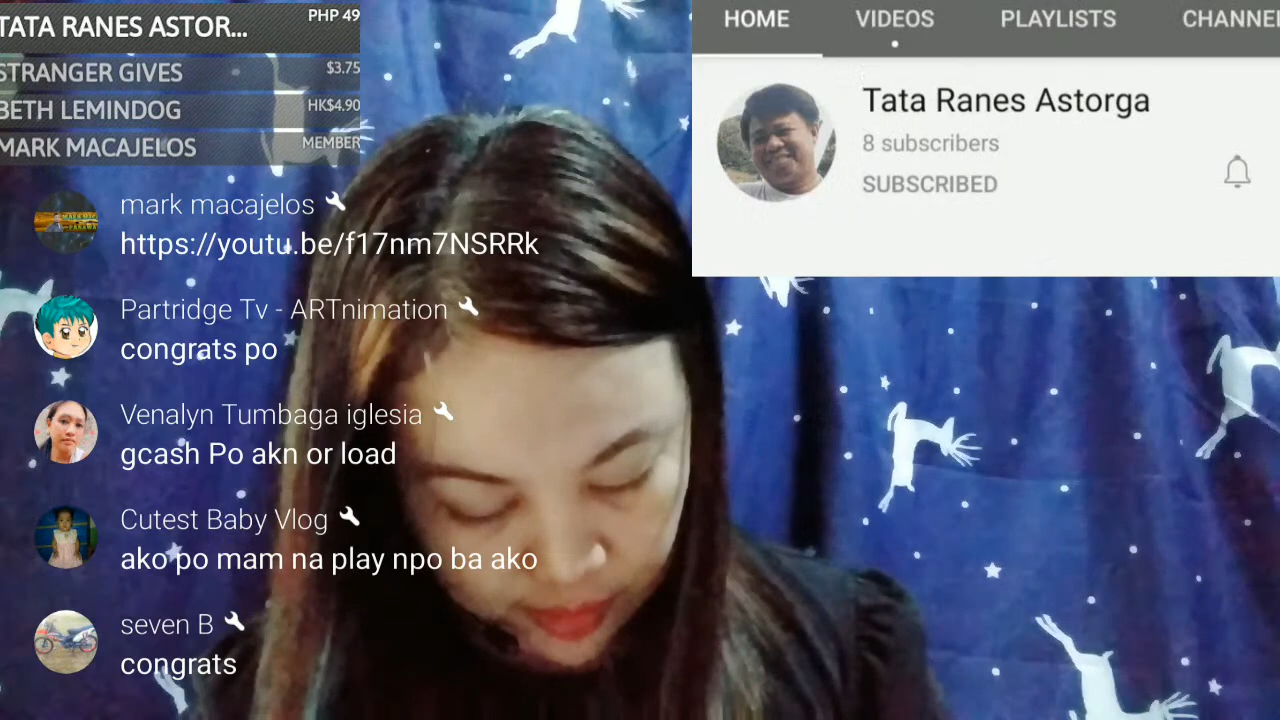 TATA RANES ASTOR... PHP 49
STRANGER GIVES $3.75
BETH LEMINDOG HK$4.90
MARK MACAJELOS MEMBER
mark macajelos
https://youtu.be/f17nm7NSRRk
Partridge Tv - ARTnimation
congrats po
Venalyn Tumbaga iglesia
gcash Po akn or load
Cutest Baby Vlog
ako po mam na play npo ba ako
seven B
congrats
HOME VIDEOS PLAYLISTS CHANNE
Tata Ranes Astorga
8 subscribers
SUBSCRIBED